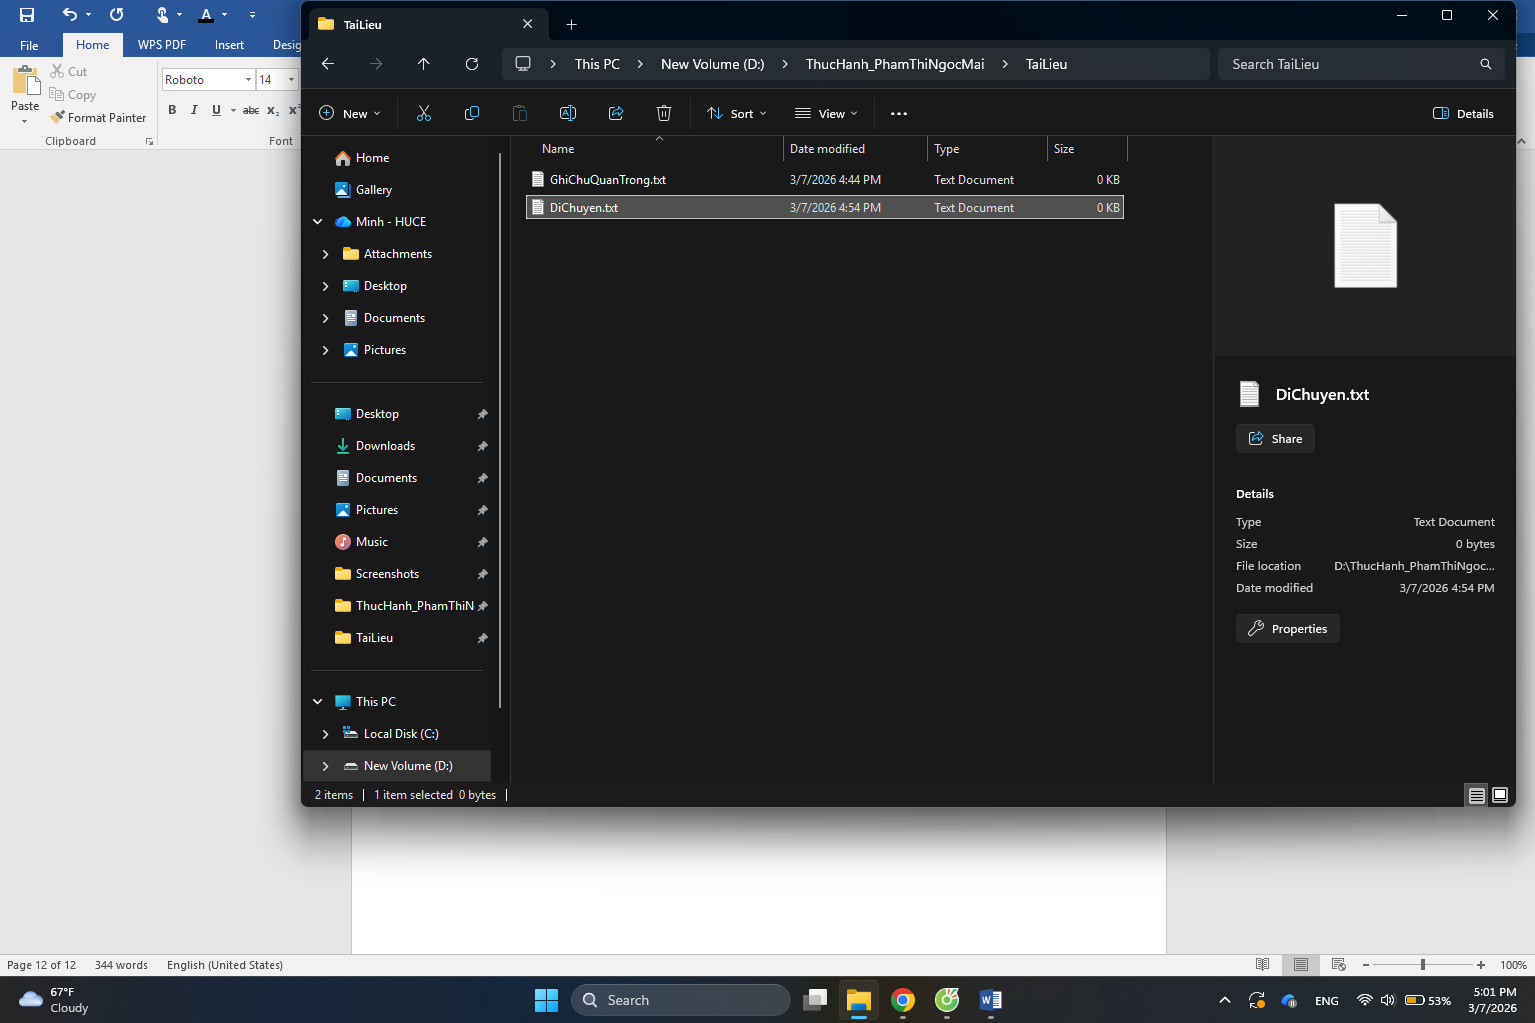 TaiLieu
File
Home
WPS PDF
Insert
Desig
This PC
New Volume (D:)
ThucHanh_PhamThiNgocMai
TaiLieu
Search TaiLieu
Cut
Copy
Paste
Format Painter
Clipboard
Roboto
14
B I U abc X₂ X
Font
New
Sort
View
Details
Home
Gallery
Minh - HUCE
Attachments
Desktop
Documents
Pictures
Desktop
Downloads
Documents
Pictures
Music
Screenshots
ThucHanh_PhamThiN
TaiLieu
This PC
Local Disk (C:)
New Volume (D:)
Name Date modified Type Size
GhiChuQuanTrong.txt 3/7/2026 4:44 PM Text Document 0 KB
DiChuyen.txt 3/7/2026 4:54 PM Text Document 0 KB
DiChuyen.txt
Share
Details
Type Text Document
Size 0 bytes
File location D:\ThucHanh_PhamThiNgoc...
Date modified 3/7/2026 4:54 PM
Properties
2 items 1 item selected 0 bytes
Page 12 of 12 344 words English (United States)
100%
67°F
Cloudy
Search
ENG
53%
5:01 PM
3/7/2026